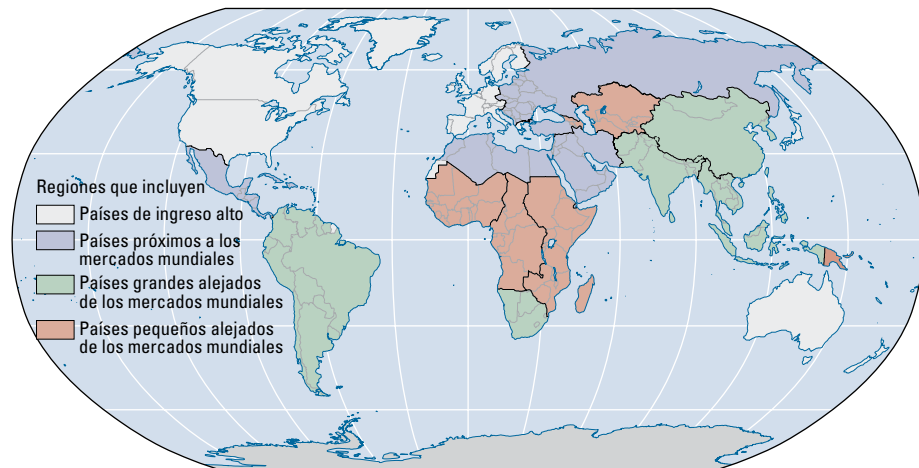 Regiones que incluyen
Países de ingreso alto
Países próximos a los
mercados mundiales
Países grandes alejados
de los mercados mundiales
Países pequeños alejados
de los mercados mundiales